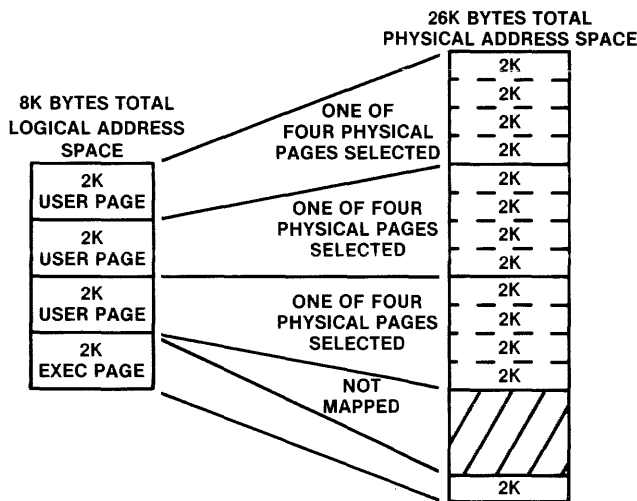 26K BYTES TOTAL
PHYSICAL ADDRESS SPACE
8K BYTES TOTAL
LOGICAL ADDRESS
SPACE
2K
USER PAGE
2K
USER PAGE
2K
USER PAGE
2K
EXEC PAGE
ONE OF
FOUR PHYSICAL
PAGES SELECTED
ONE OF FOUR
PHYSICAL PAGES
SELECTED
ONE OF FOUR
PHYSICAL PAGES
SELECTED
NOT
MAPPED
2K
2K
2K
2K
2K
2K
2K
2K
2K
2K
2K
2K
2K